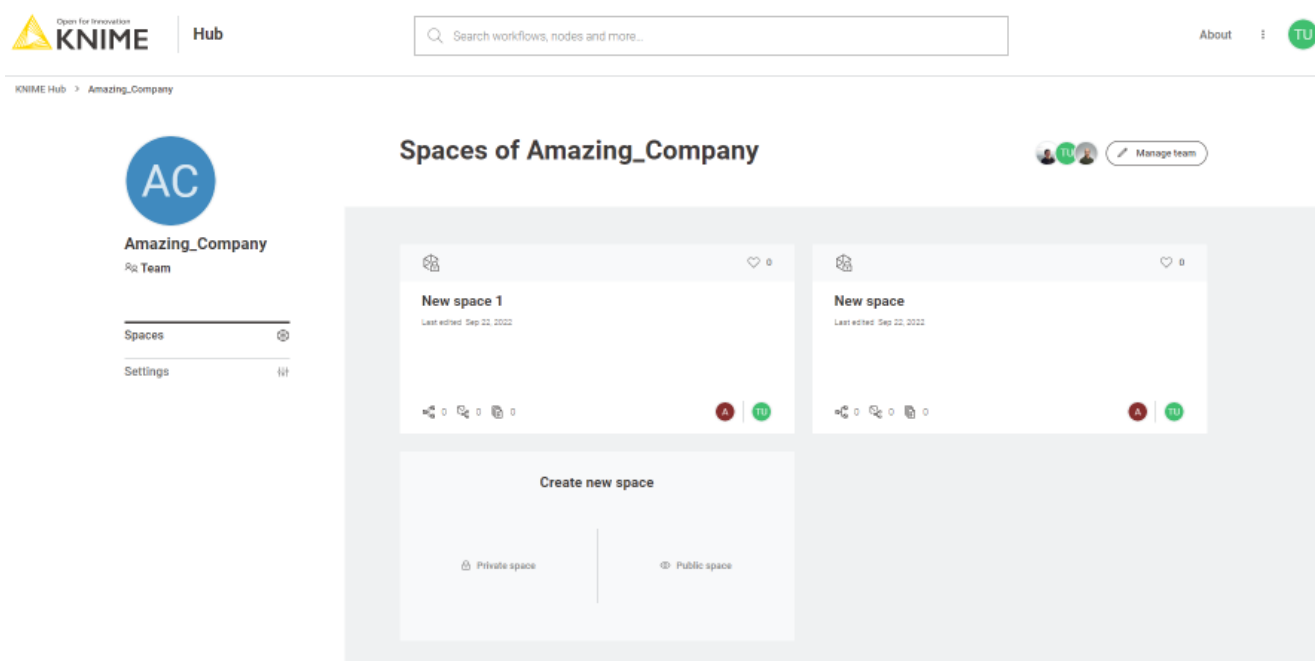 Open for Innovation
KNIME
Hub
Search workflows, nodes and more...
About
TU
KNIME Hub > Amazing_Company
AC
Amazing_Company
Team
Spaces
Settings
Spaces of Amazing_Company
TU
Manage team
0
New space 1
Last edited Sep 22, 2022
0 0 0
A TU
0
New space
Last edited Sep 22, 2022
0 0 0
A TU
Create new space
Private space
Public space